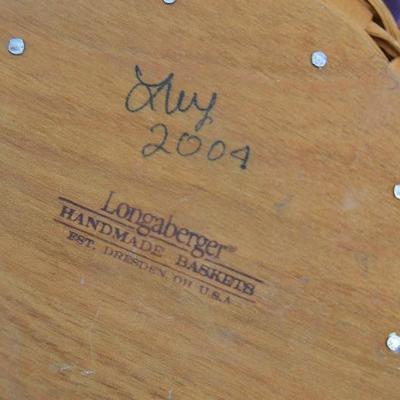 2004
Longaberger®
HANDMADE BASKETS
EST. DRESDEN, OH U.S.A.